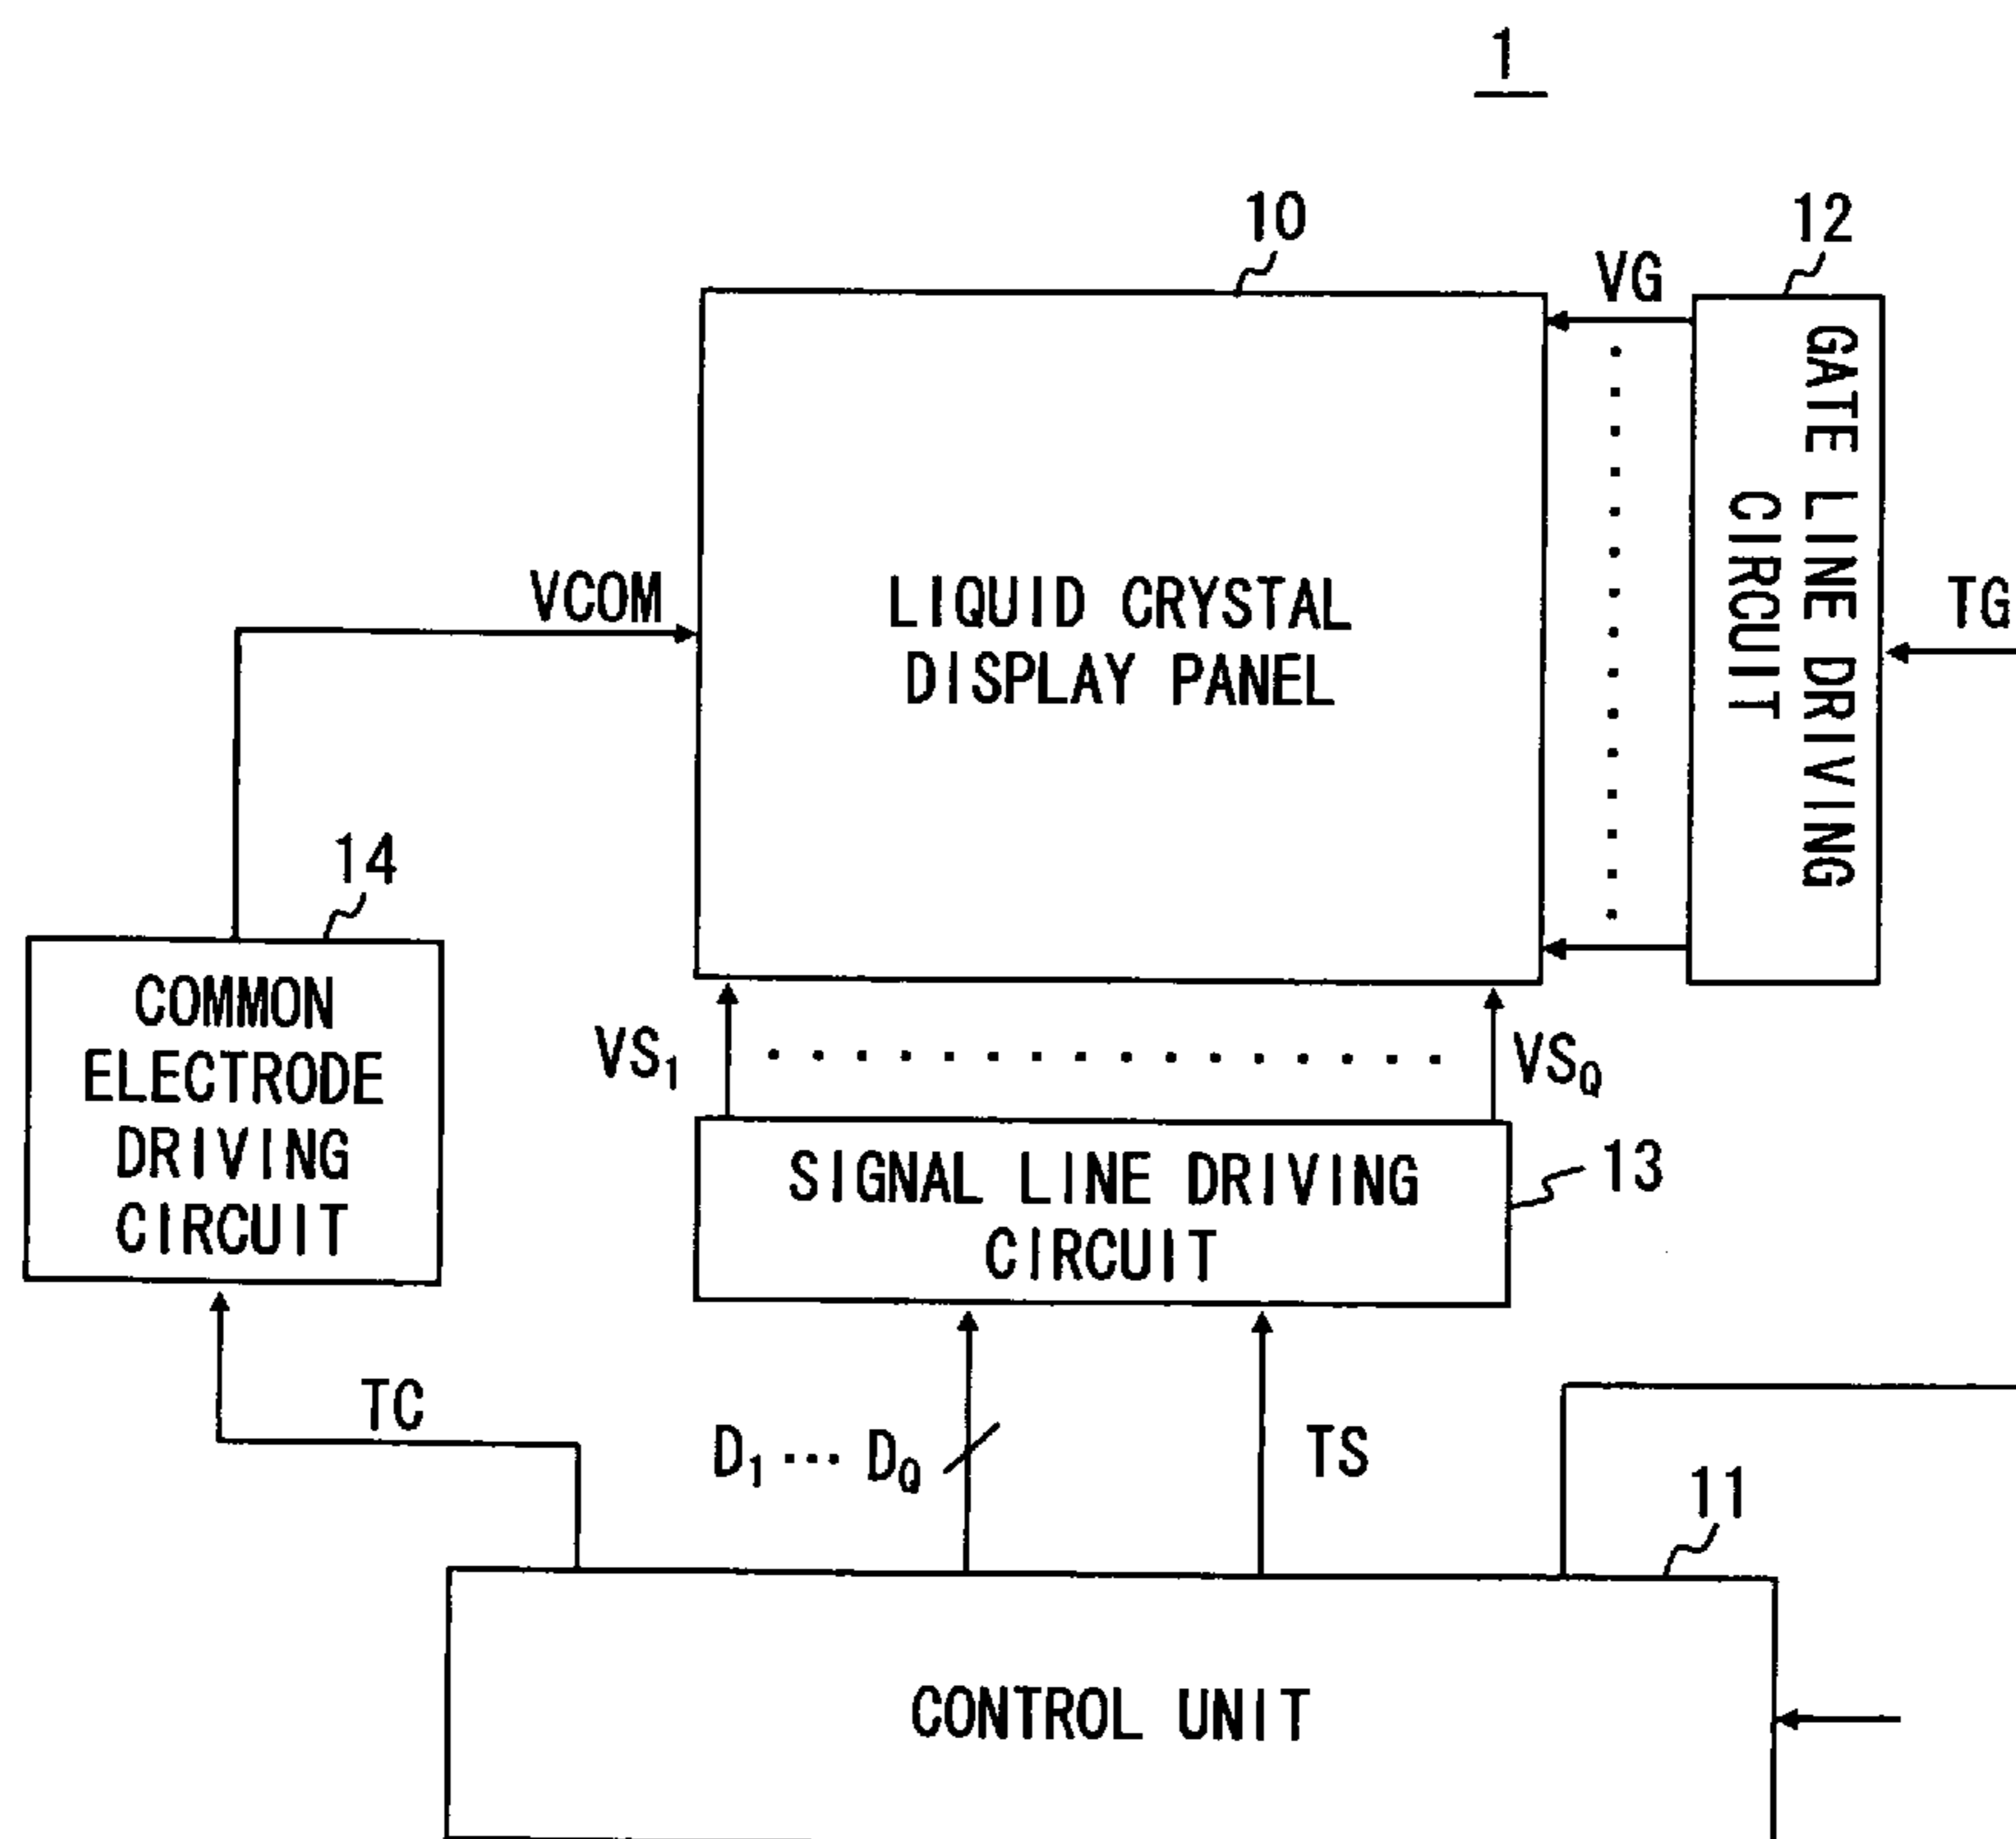 1
10
12
VG
GATE LINE DRIVING
CIRCUIT
VCOM
LIQUID CRYSTAL
DISPLAY PANEL
TG
14
COMMON
ELECTRODE
DRIVING
CIRCUIT
VS₁
VSQ
SIGNAL LINE DRIVING
CIRCUIT
13
TC
D₁ ··· DQ
TS
11
CONTROL UNIT